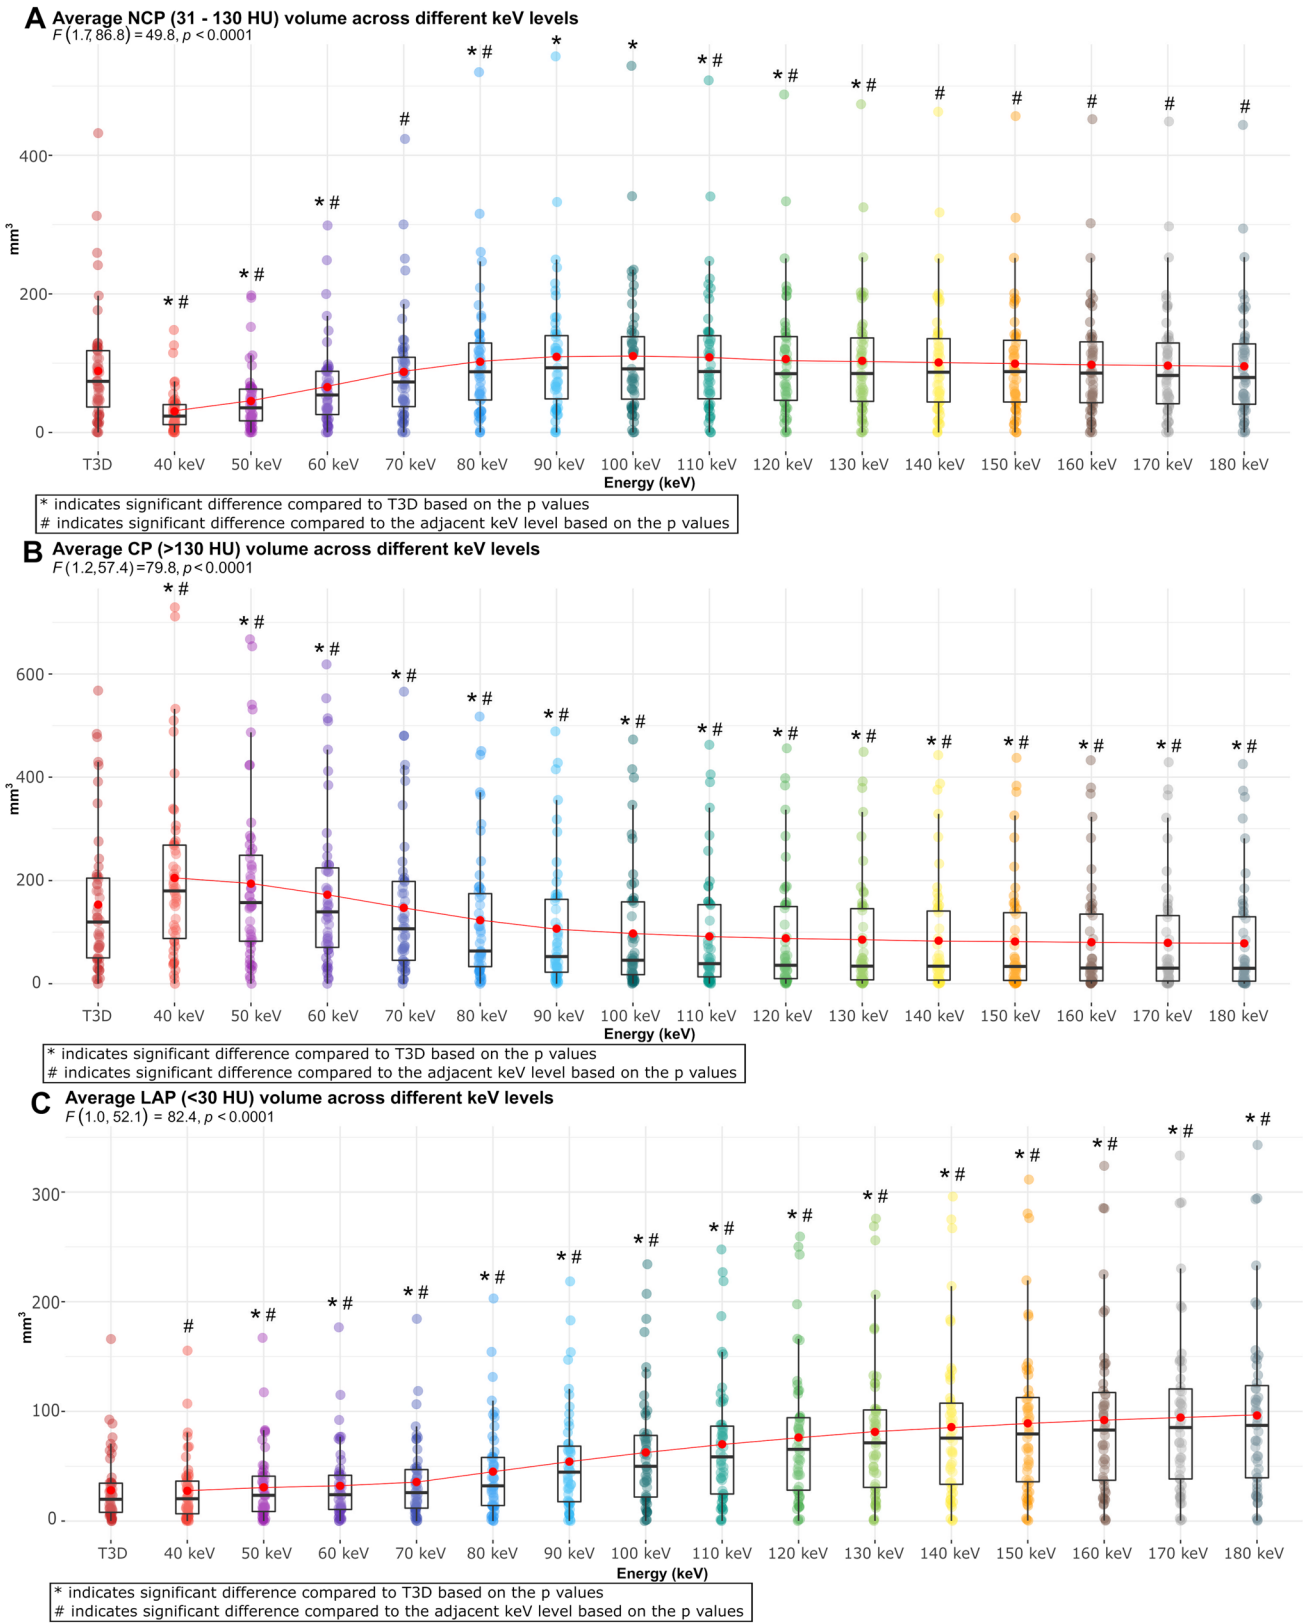 A Average NCP (31 - 130 HU) volume across different keV levels
F (1.7, 86.8) = 49.8, p < 0.0001
* # * # * # # * # * * * # * # * # # # # # #
400
200
0
mm³
T3D 40 keV 50 keV 60 keV 70 keV 80 keV 90 keV 100 keV 110 keV 120 keV 130 keV 140 keV 150 keV 160 keV 170 keV 180 keV
Energy (keV)
* indicates significant difference compared to T3D based on the p values
# indicates significant difference compared to the adjacent keV level based on the p values
B Average CP (>130 HU) volume across different keV levels
F (1.2,57.4) =79.8, p<0.0001
* # * # * # * # * # * # * # * # * # * # * # * # * # * # * #
600
400
200
0
mm³
T3D 40 keV 50 keV 60 keV 70 keV 80 keV 90 keV 100 keV 110 keV 120 keV 130 keV 140 keV 150 keV 160 keV 170 keV 180 keV
Energy (keV)
* indicates significant difference compared to T3D based on the p values
# indicates significant difference compared to the adjacent keV level based on the p values
C Average LAP (<30 HU) volume across different keV levels
F (1.0, 52.1) = 82.4, p < 0.0001
# * # * # * # * # * # * # * # * # * # * # * # * # * # * #
300
200
100
0
mm³
T3D 40 keV 50 keV 60 keV 70 keV 80 keV 90 keV 100 keV 110 keV 120 keV 130 keV 140 keV 150 keV 160 keV 170 keV 180 keV
Energy (keV)
* indicates significant difference compared to T3D based on the p values
# indicates significant difference compared to the adjacent keV level based on the p values